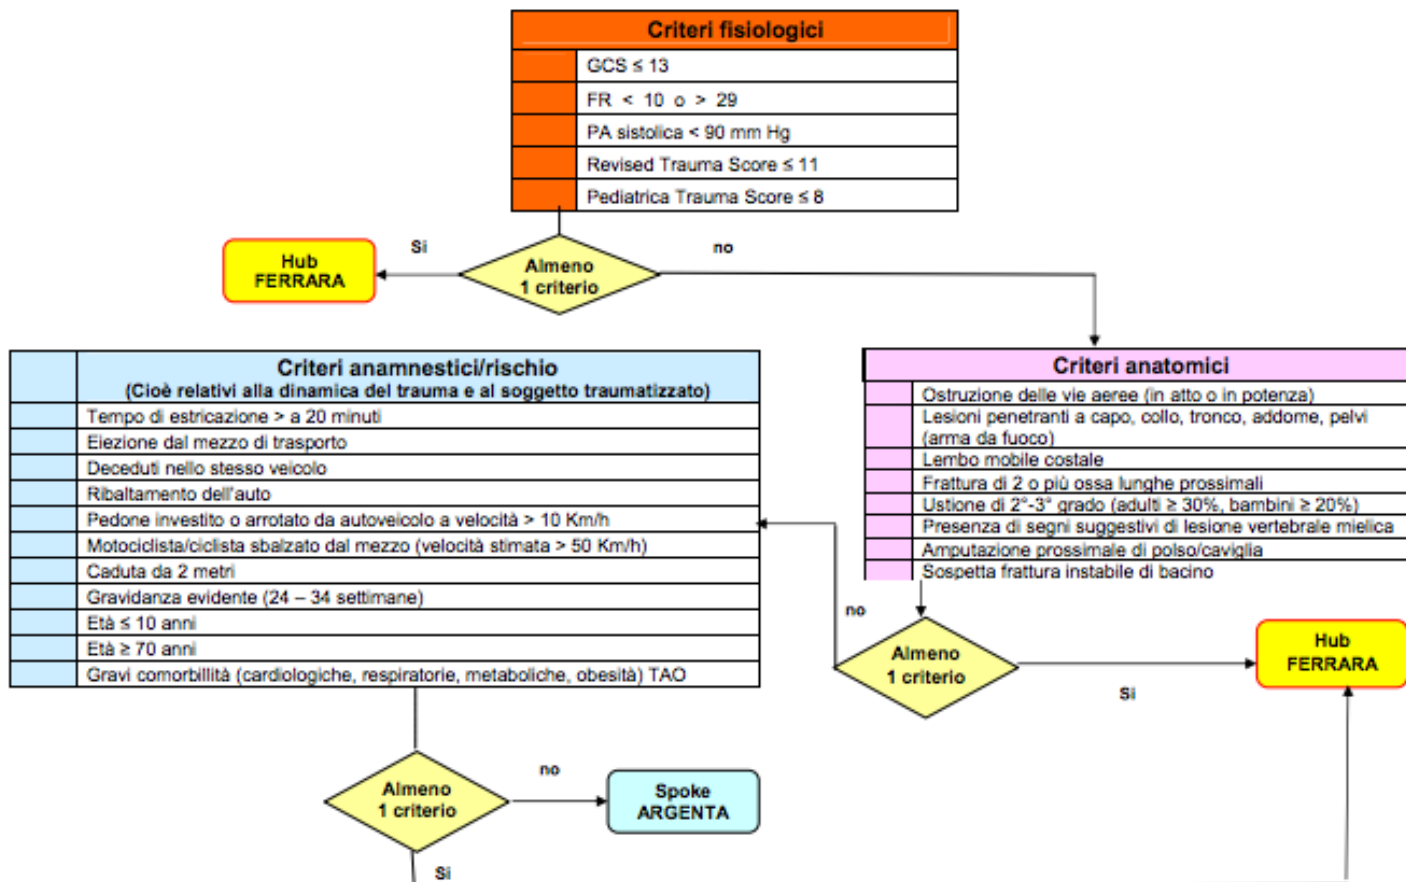 Criteri fisiologici
GCS ≤ 13
FR < 10 o > 29
PA sistolica < 90 mm Hg
Revised Trauma Score ≤ 11
Pediatrica Trauma Score ≤ 8
Si
no
Hub
FERRARA
Almeno
1 criterio
Criteri anamnestici/rischio
(Cioè relativi alla dinamica del trauma e al soggetto traumatizzato)
Tempo di estricazione > a 20 minuti
Eiezione dal mezzo di trasporto
Deceduti nello stesso veicolo
Ribaltamento dell'auto
Pedone investito o arrotato da autoveicolo a velocità > 10 Km/h
Motociclista/ciclista sbalzato dal mezzo (velocità stimata > 50 Km/h)
Caduta da 2 metri
Gravidanza evidente (24 – 34 settimane)
Età ≤ 10 anni
Età ≥ 70 anni
Gravi comorbillità (cardiologiche, respiratorie, metaboliche, obesità) TAO
Criteri anatomici
Ostruzione delle vie aeree (in atto o in potenza)
Lesioni penetranti a capo, collo, tronco, addome, pelvi
(arma da fuoco)
Lembo mobile costale
Frattura di 2 o più ossa lunghe prossimali
Ustione di 2°-3° grado (adulti ≥ 30%, bambini ≥ 20%)
Presenza di segni suggestivi di lesione vertebrale mielica
Amputazione prossimale di polso/caviglia
Sospetta frattura instabile di bacino
no
Almeno
1 criterio
Si
Hub
FERRARA
Almeno
1 criterio
no
Spoke
ARGENTA
Si